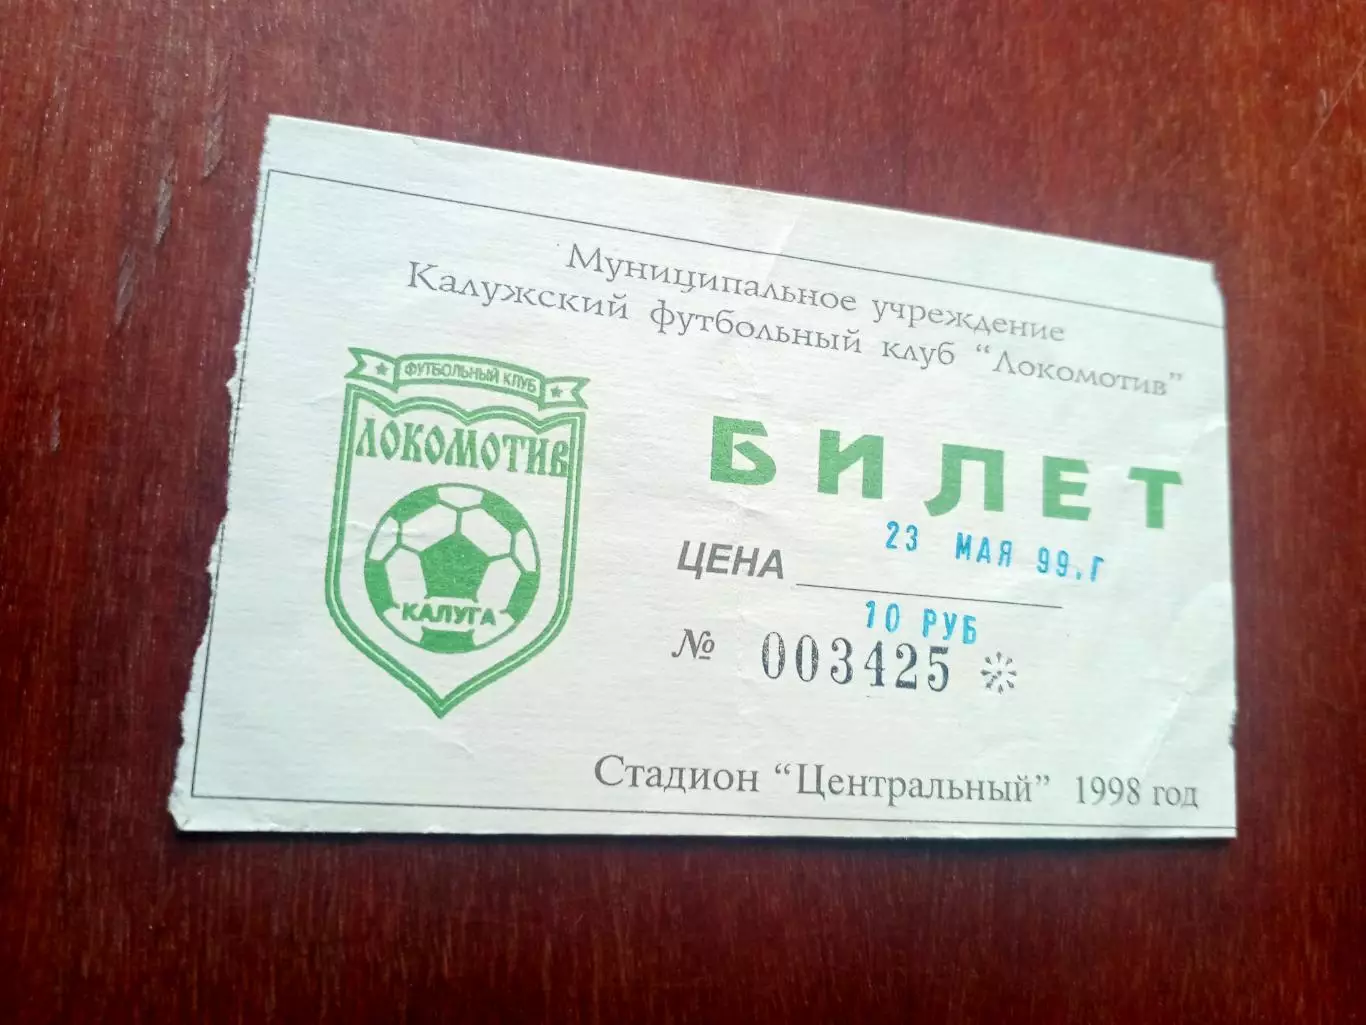 Муниципальное учреждение
Калужский футбольный клуб "Локомотив"
ФУТБОЛЬНЫЙ КЛУБ
ЛОКОМОТИВ
КАЛУГА
БИЛЕТ
23 МАЯ 99.Г
ЦЕНА
10 РУБ
№ 003425
Стадион "Центральный" 1998 год